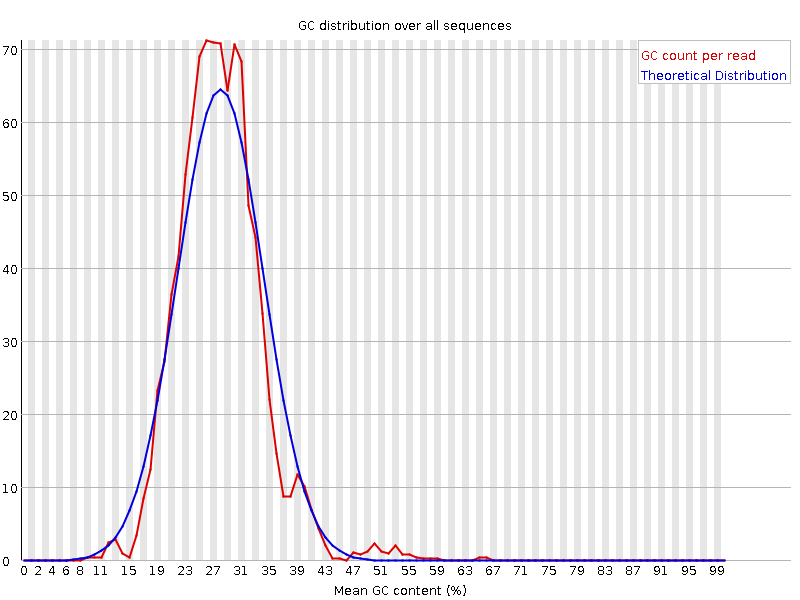 GC distribution over all sequences
GC count per read
Theoretical Distribution
70
60
50
40
30
20
10
0
0 2 4 6 8 11 15 19 23 27 31 35 39 43 47 51 55 59 63 67 71 75 79 83 87 91 95 99
Mean GC content (%)